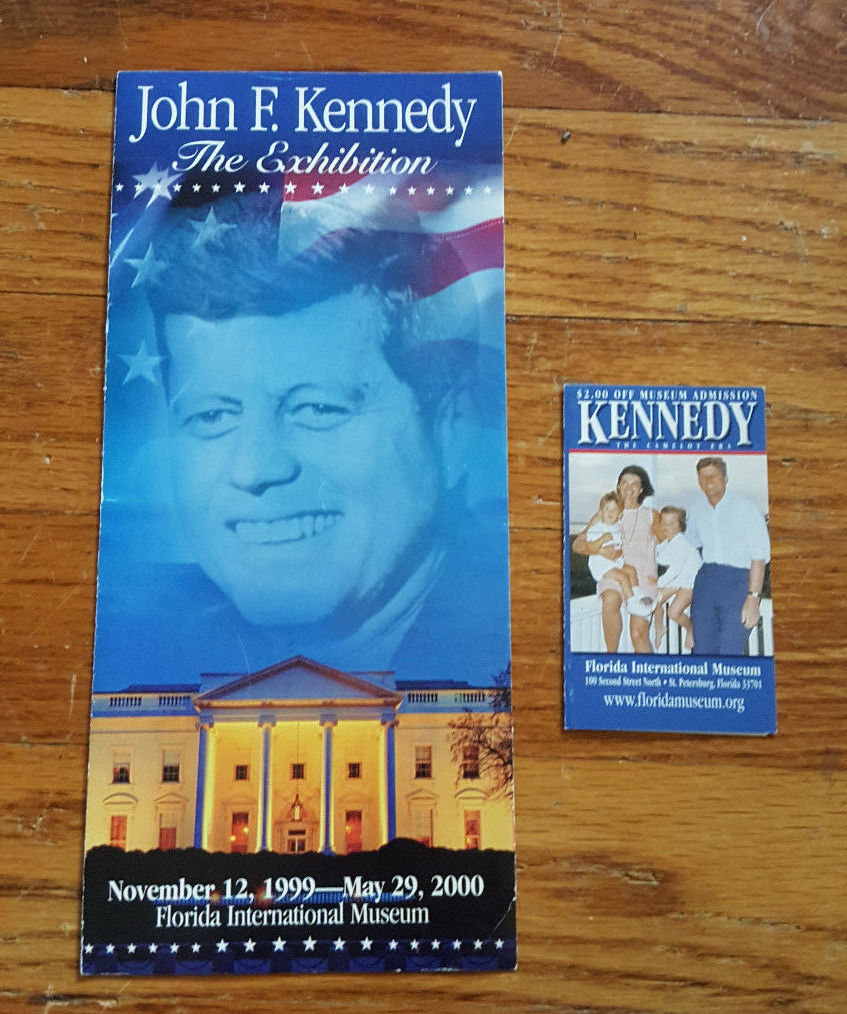 John F. Kennedy
The Exhibition
November 12, 1999—May 29, 2000
Florida International Museum
$2.00 OFF MUSEUM ADMISSION
KENNEDY
THE CAMELOT ERA
Florida International Museum
100 Second Street North • St. Petersburg, Florida 33701
www.floridamuseum.org